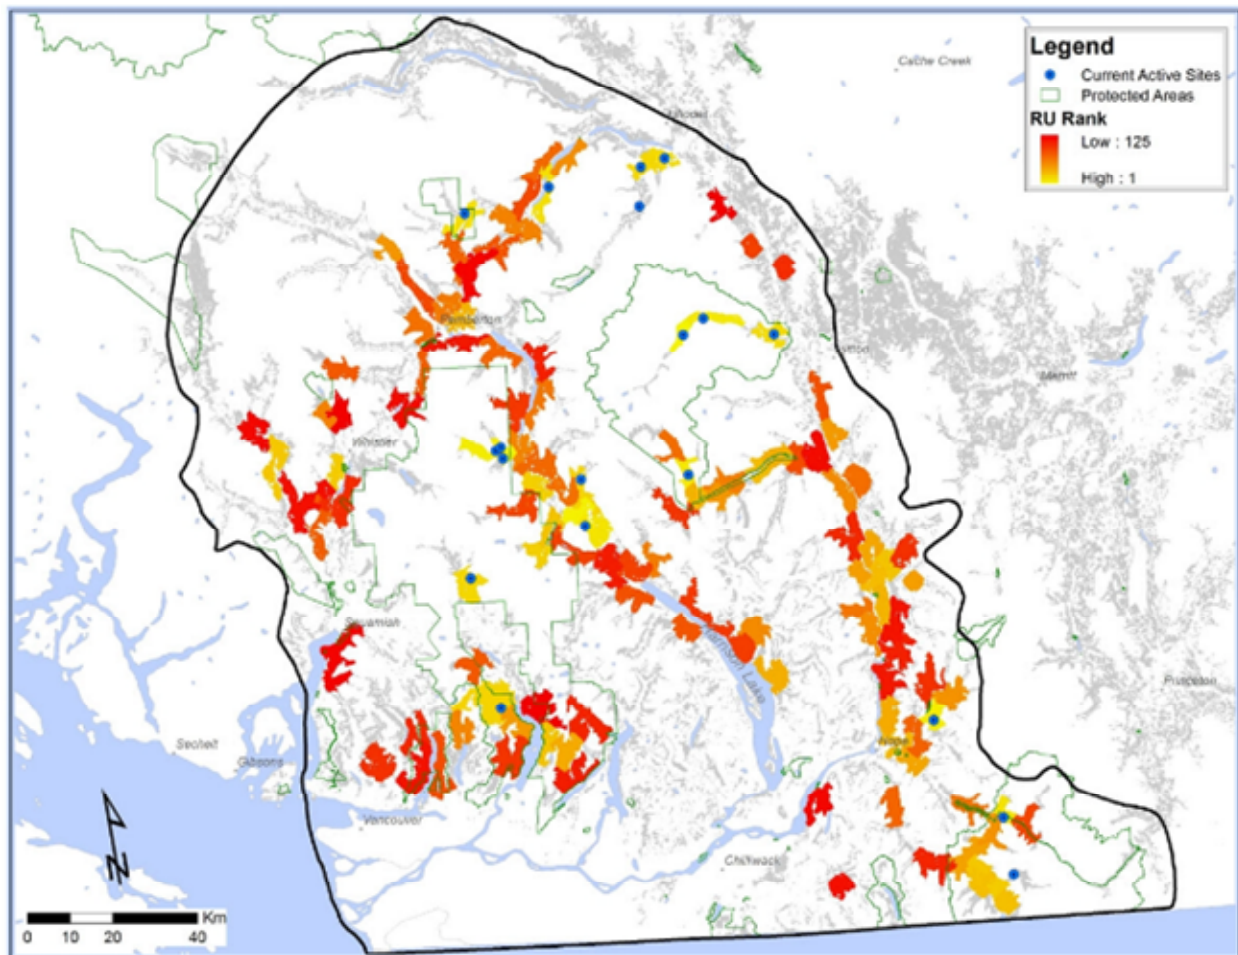 Legend
Current Active Sites
Protected Areas
RU Rank
Low : 125
High : 1
Cache Creek
Pemberton
Merritt
Whistler
Squamish
Harrison Lake
Princeton
Sechelt
Gibsons
Hope
Vancouver
Chilliwack
N
Km
0 10 20 40